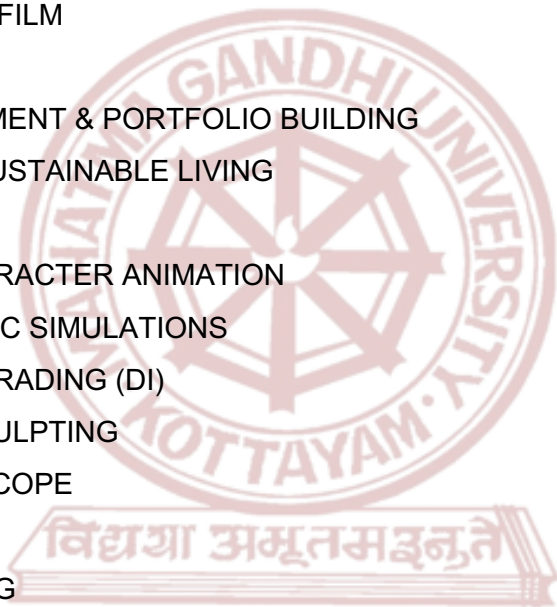 FILM
MENT & PORTFOLIO BUILDING
USTAINABLE LIVING
RACTER ANIMATION
C SIMULATIONS
RADING (DI)
ULPTING
COPE
G
MAHATMA GANDHI UNIVERSITY
KOTTAYAM
विद्यया अमृतमश्नुते